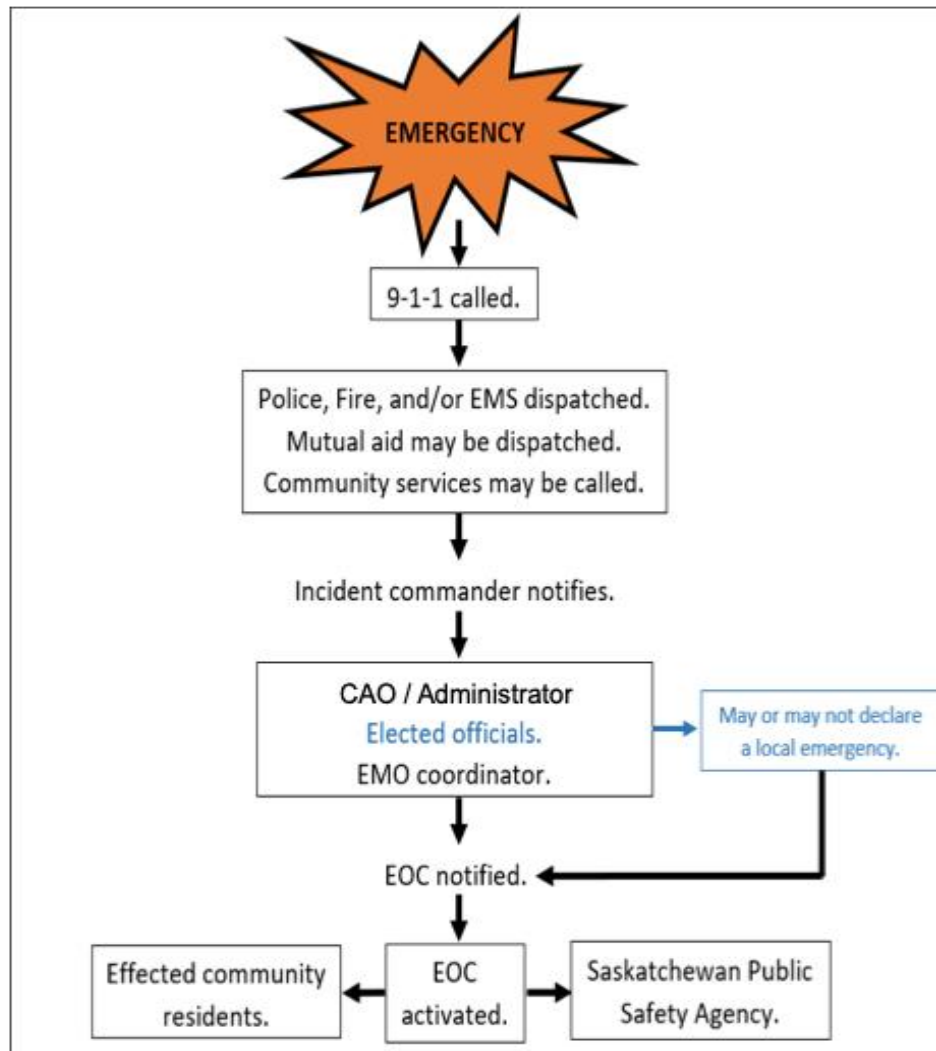 EMERGENCY
9-1-1 called.
Police, Fire, and/or EMS dispatched.
Mutual aid may be dispatched.
Community services may be called.
Incident commander notifies.
CAO / Administrator
Elected officials.
EMO coordinator.
May or may not declare
a local emergency.
EOC notified.
Effected community
residents.
EOC
activated.
Saskatchewan Public
Safety Agency.